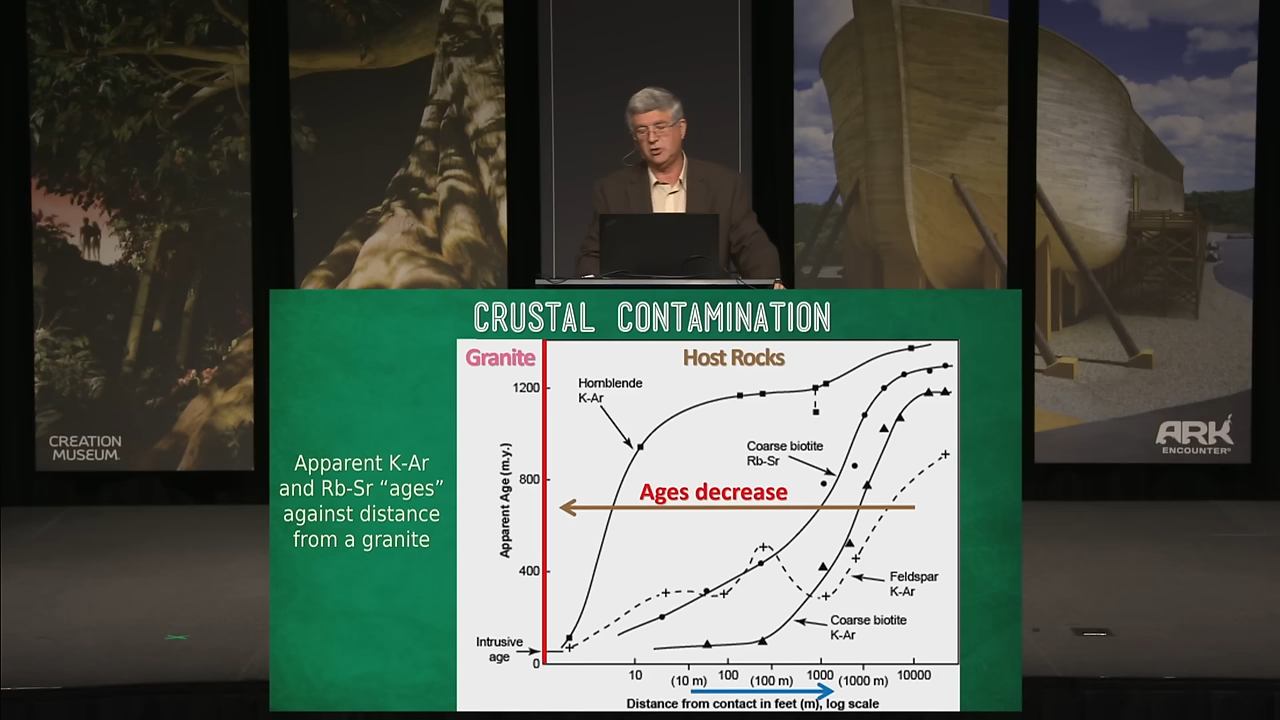 CREATION
MUSEUM.
ARK
ENCOUNTER®
CRUSTAL CONTAMINATION
Apparent K-Ar
and Rb-Sr “ages”
against distance
from a granite
Granite
Host Rocks
Apparent Age (m.y.)
1200
800
400
0
Intrusive
age
Hornblende
K-Ar
Coarse biotite
Rb-Sr
Ages decrease
Feldspar
K-Ar
Coarse biotite
K-Ar
10 (10 m) 100 (100 m) 1000 (1000 m) 10000
Distance from contact in feet (m), log scale